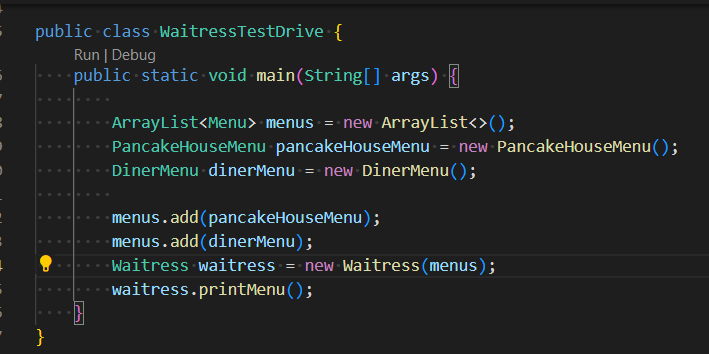 public class WaitressTestDrive {
Run | Debug
public static void main(String[] args) {
ArrayList<Menu> menus = new ArrayList<>();
PancakeHouseMenu pancakeHouseMenu = new PancakeHouseMenu();
DinerMenu dinerMenu = new DinerMenu();
menus.add(pancakeHouseMenu);
menus.add(dinerMenu);
Waitress waitress = new Waitress(menus);
waitress.printMenu();
}
}